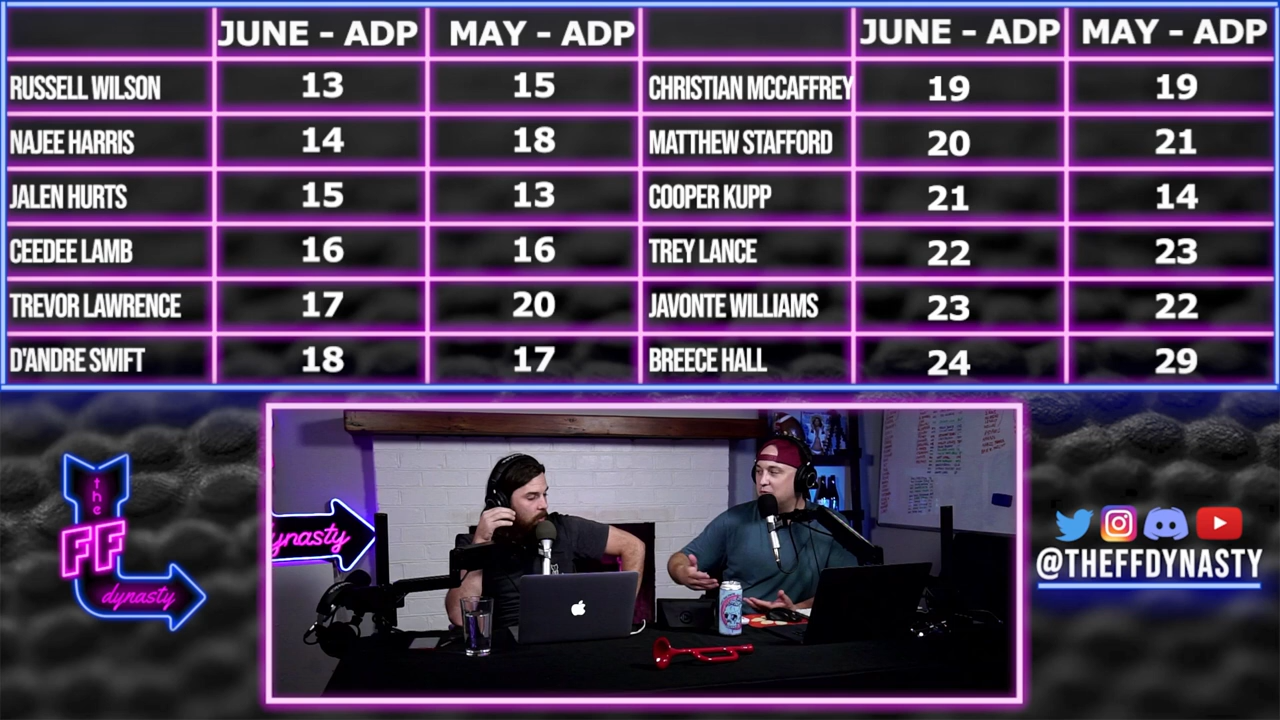 JUNE - ADP MAY - ADP JUNE - ADP MAY - ADP
RUSSELL WILSON 13 15 CHRISTIAN MCCAFFREY 19 19
NAJEE HARRIS 14 18 MATTHEW STAFFORD 20 21
JALEN HURTS 15 13 COOPER KUPP 21 14
CEEDEE LAMB 16 16 TREY LANCE 22 23
TREVOR LAWRENCE 17 20 JAVONTE WILLIAMS 23 22
D'ANDRE SWIFT 18 17 BREECE HALL 24 29
the
FF
dynasty
ynasty
@THEFFDYNASTY